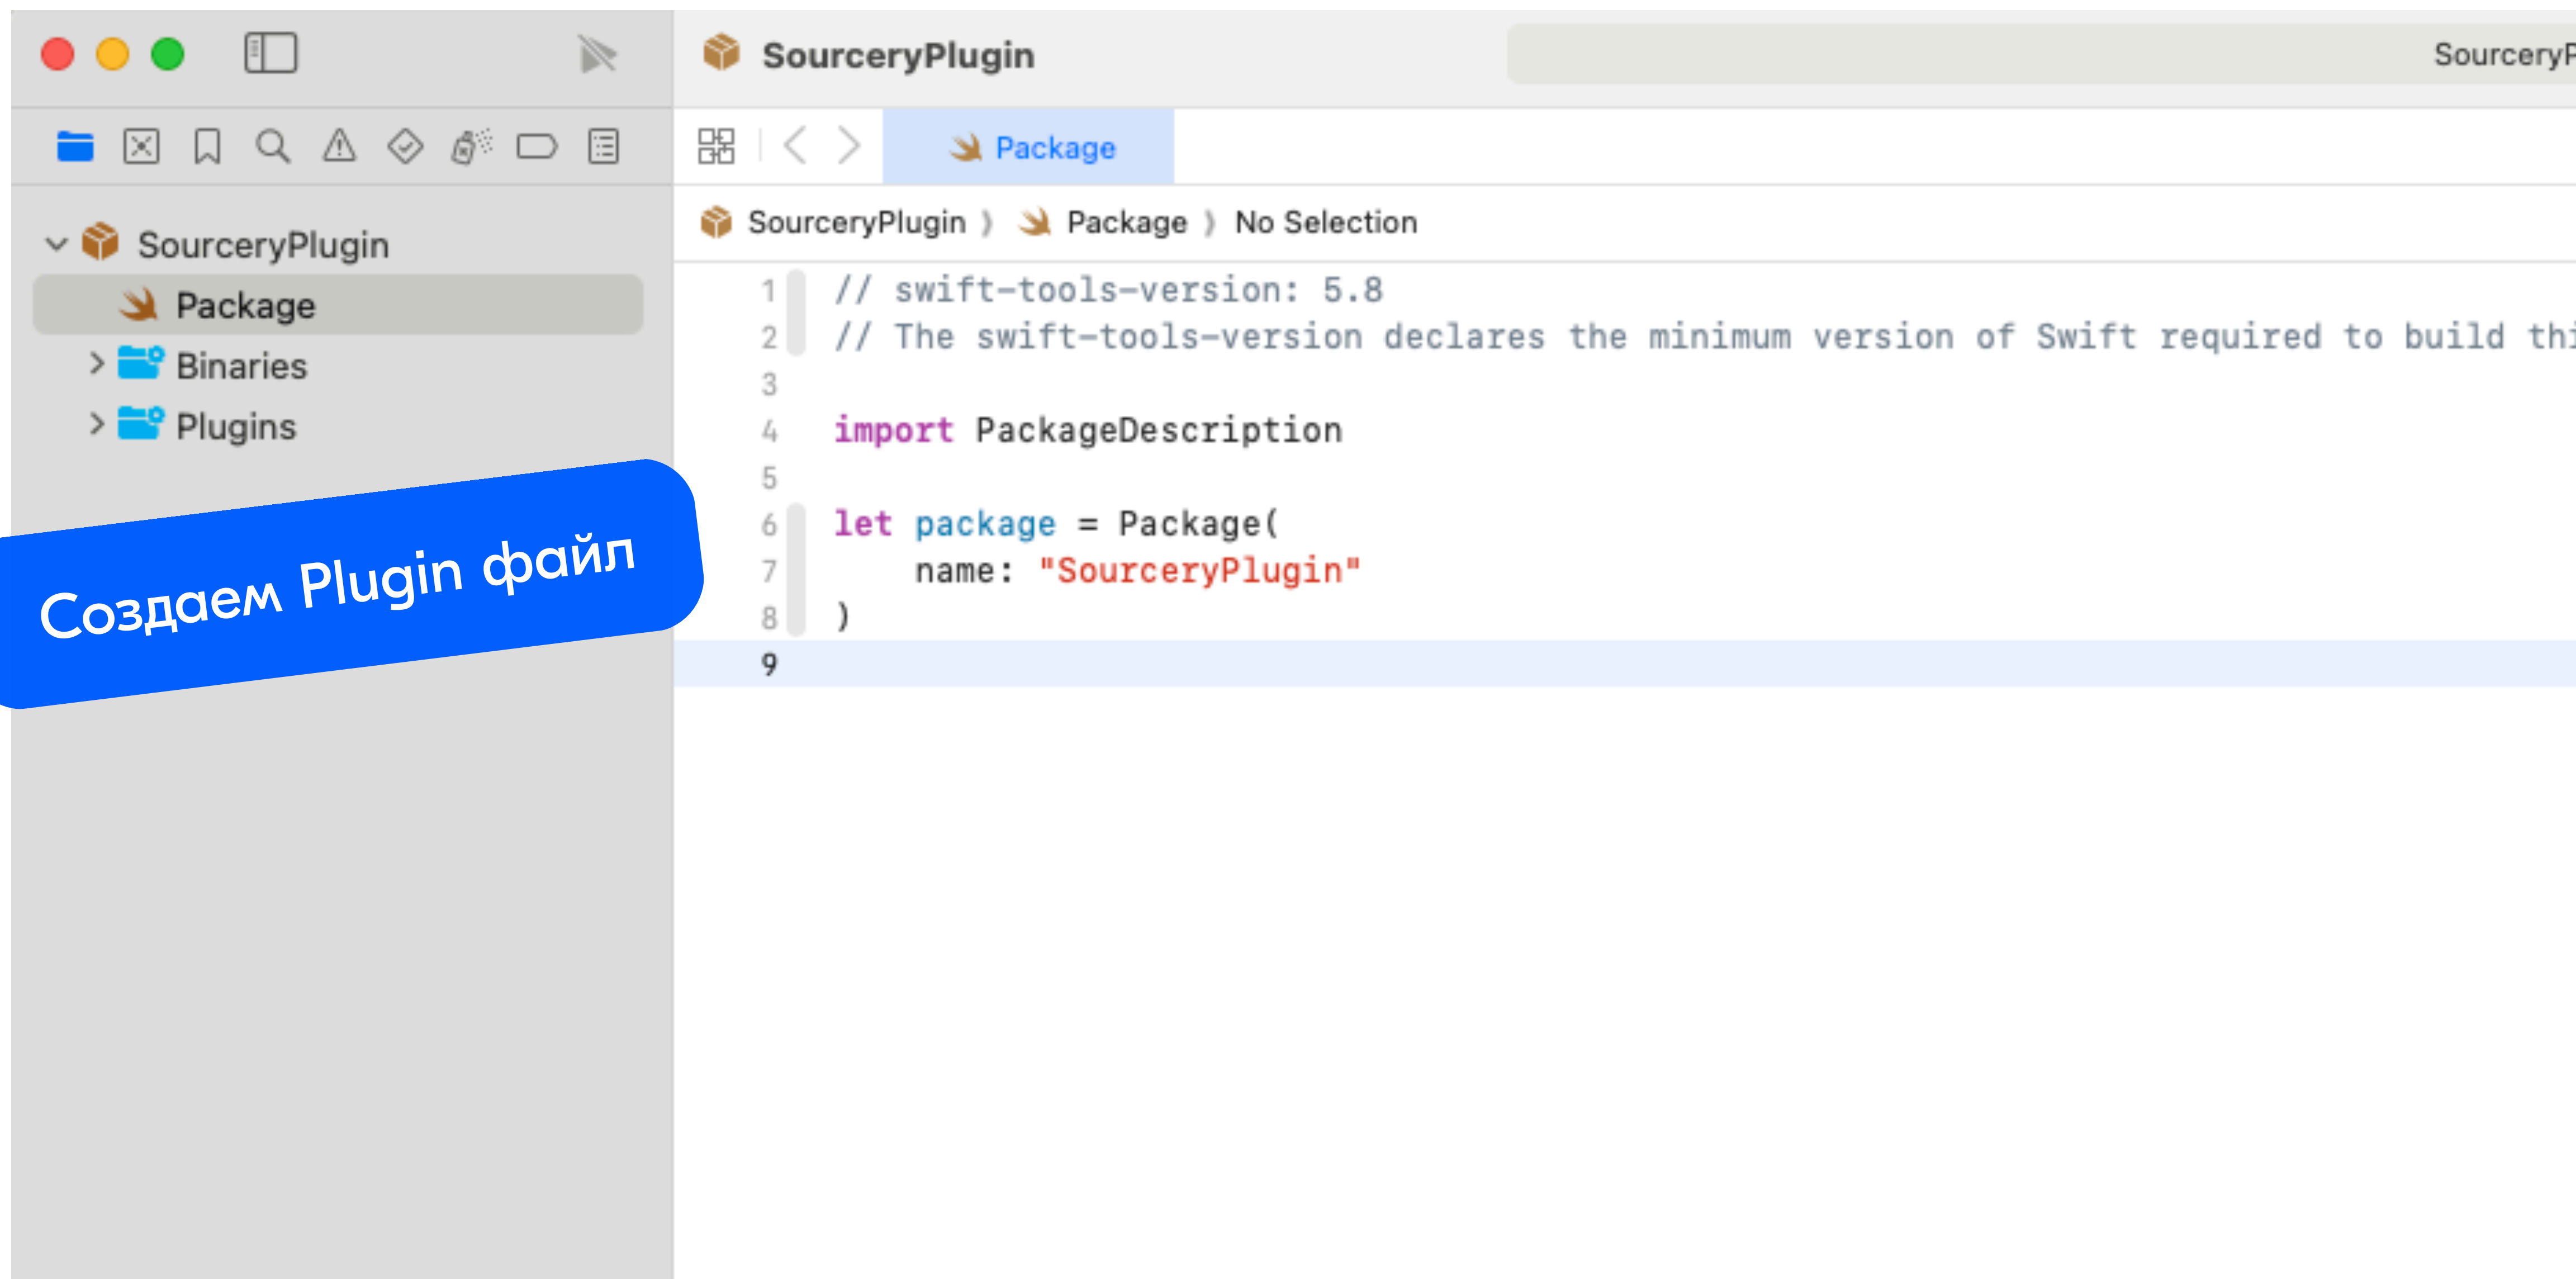 SourceryPlugin
SourceryP
Package
SourceryPlugin
Package
Binaries
Plugins
SourceryPlugin ⟩ Package ⟩ No Selection
1 // swift-tools-version: 5.8
2 // The swift-tools-version declares the minimum version of Swift required to build thi
3
4 import PackageDescription
5
6 let package = Package(
7 name: "SourceryPlugin"
8 )
9
Создаем Plugin файл